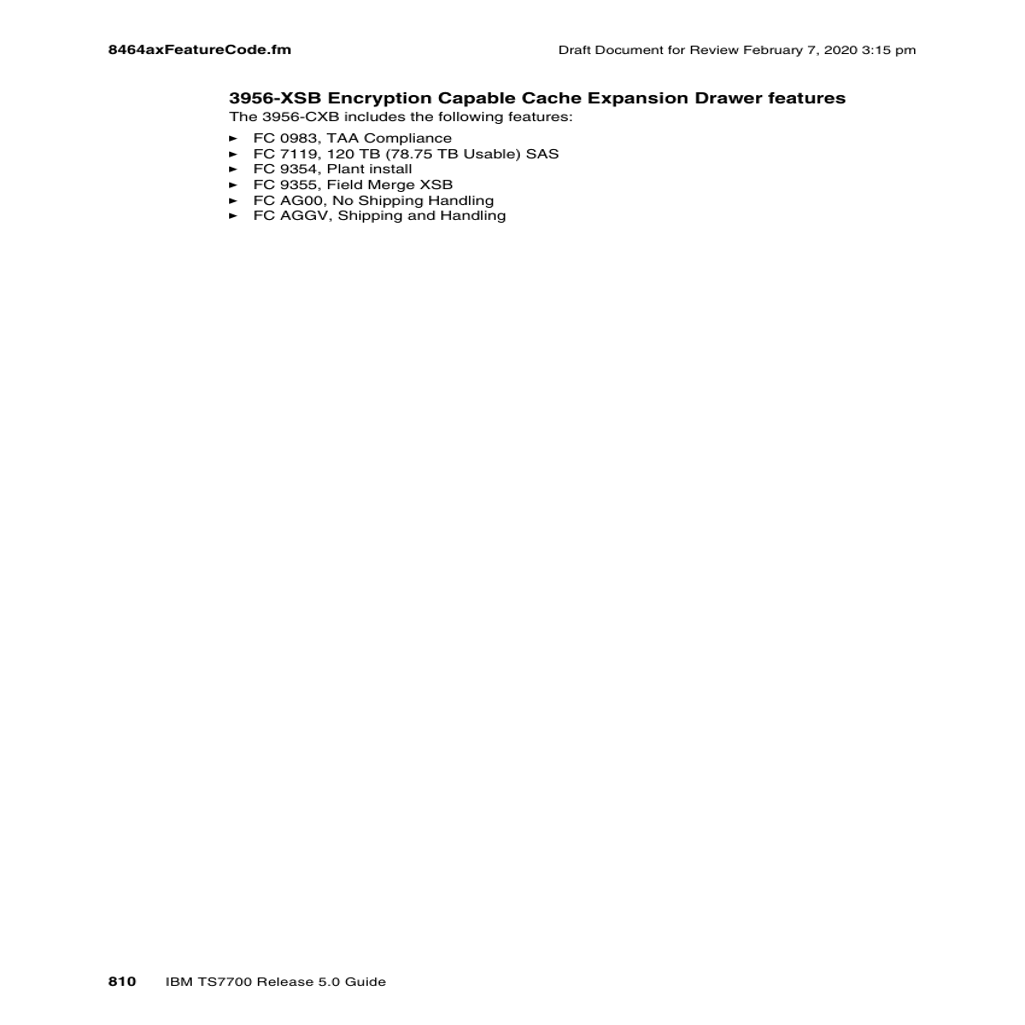 8464axFeatureCode.fm Draft Document for Review February 7, 2020 3:15 pm
3956-XSB Encryption Capable Cache Expansion Drawer features
The 3956-CXB includes the following features:
► FC 0983, TAA Compliance
► FC 7119, 120 TB (78.75 TB Usable) SAS
► FC 9354, Plant install
► FC 9355, Field Merge XSB
► FC AG00, No Shipping Handling
► FC AGGV, Shipping and Handling
810 IBM TS7700 Release 5.0 Guide